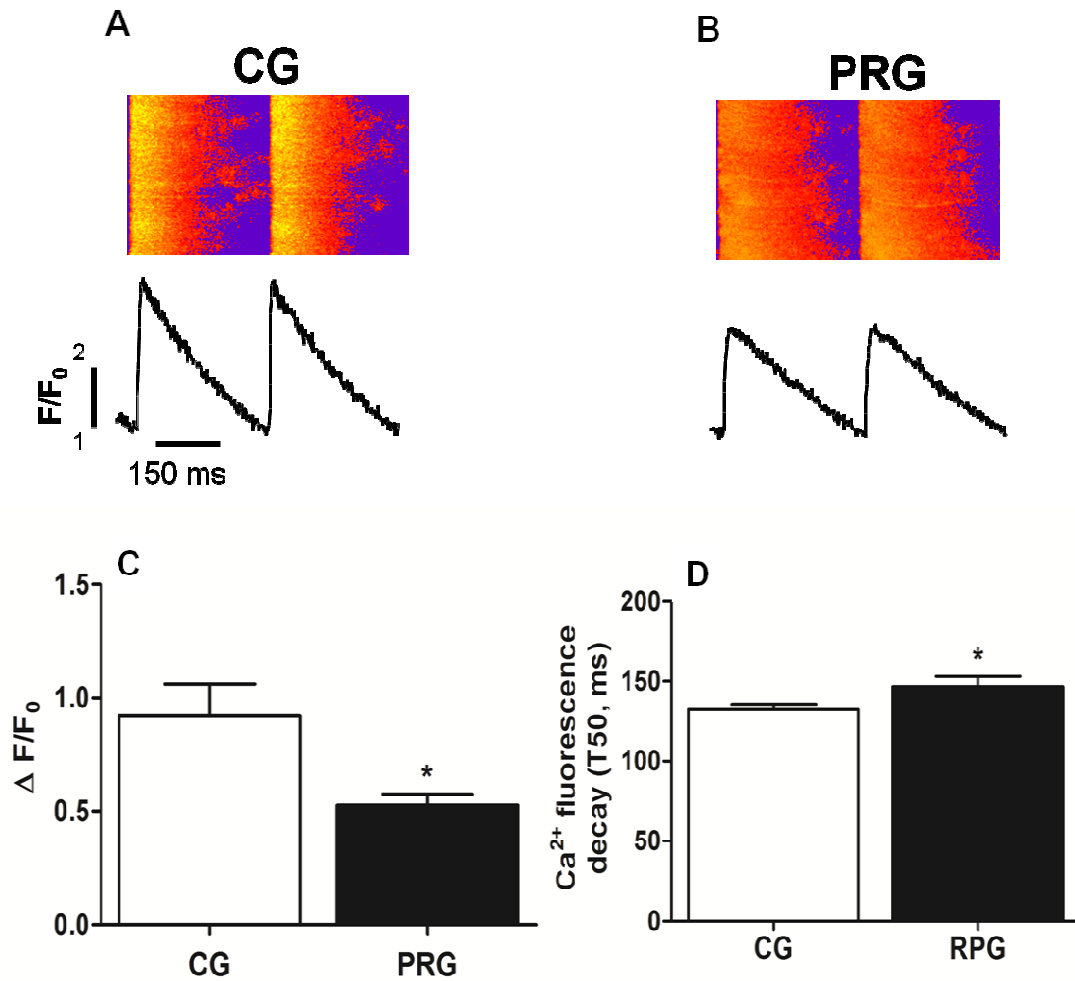 A
CG
B
PRG
F/F₀
2
1
150 ms
C
Δ F/F₀
1.5
1.0
0.5
0.0
*
CG
PRG
D
Ca²⁺ fluorescence
decay (T50, ms)
200
150
100
50
0
*
CG
RPG